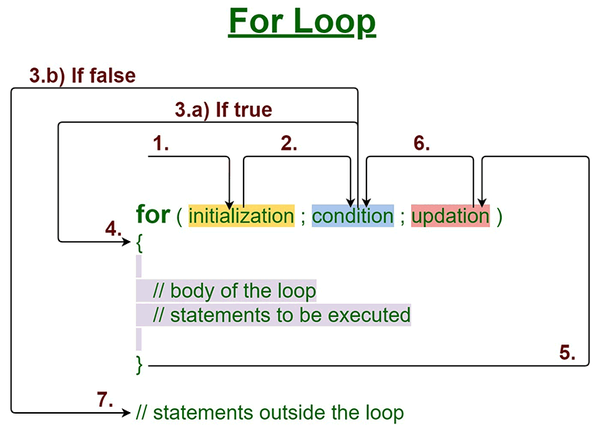 For Loop
3.b) If false
3.a) If true
1. 2. 6.
for ( initialization ; condition ; updation )
4.
{
// body of the loop
// statements to be executed
} 5.
7. // statements outside the loop